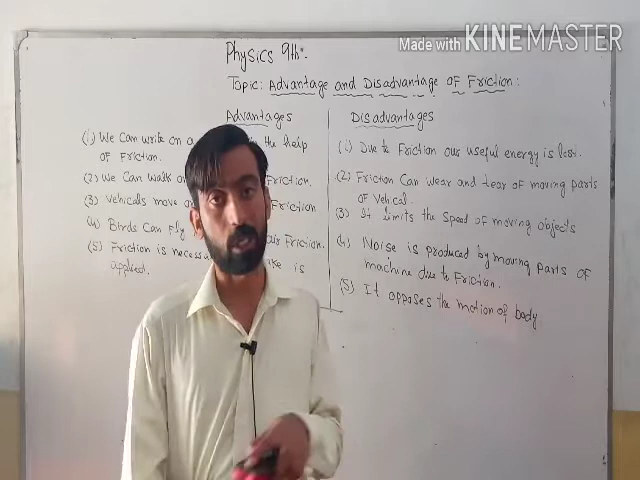 Made with KINEMASTER
Physics 9th
Topic: Advantage and Disadvantage of Friction:
Advantages
(1) We Can write on a the help
of Friction.
(2) We Can walk Friction.
(3) Vehicals move Friction
(4) Birds Can fly Friction.
(5) Friction is is
applied.
Disadvantages
(1) Due to Friction our useful energy is lost.
(2) Friction Can wear and tear of moving parts
of Vehical.
(3) It limits the Speed of moving objects
(4) Noise is produced by moving parts of
machine due to Friction.
(5) It opposes the motion of body